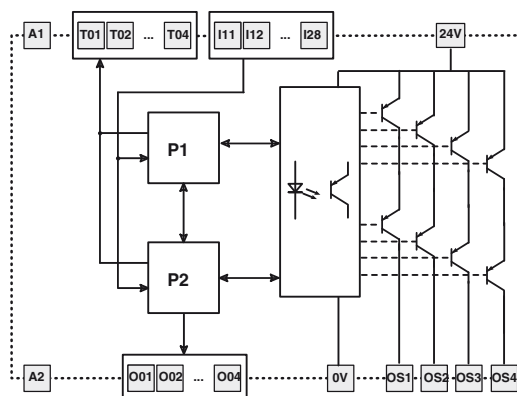 A1 T01 T02 ... T04 I11 I12 ... I28 24V
P1
P2
A2 O01 O02 ... O04 0V OS1 OS2 OS3 OS4